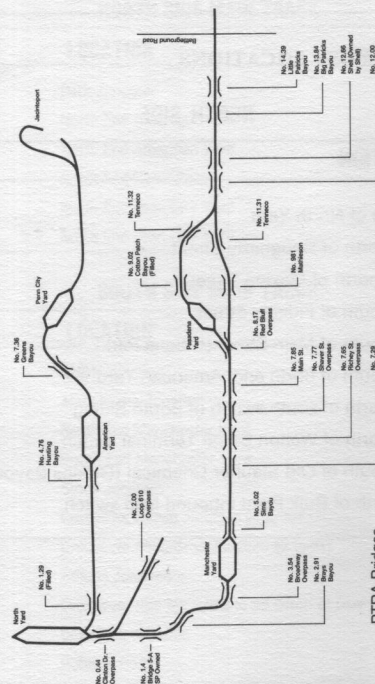 North
Yard
No. 0.44
Clinton Dr.
Overpass
No. 1.4
Bridge 5-A
SP Owned
No. 1.29
(Filled)
No. 4.76
Hunting
Bayou
American
Yard
No. 7.36
Greens
Bayou
Penn City
Yard
Jacintoport
No. 2.00
Loop 610
Overpass
No. 3.54
Broadway
Overpass
No. 2.91
Brays
Bayou
Manchester
Yard
No. 5.02
Sims
Bayou
No. 9.02
Cotton Patch
Bayou
(Filled)
No. 11.32
Tenneco
Battleground Road
Pasadena
Yard
No. 8.17
Red Bluff
Overpass
No. 7.85
Main St.
No. 7.77
Shaver St.
Overpass
No. 7.65
Richey St.
Overpass
No. 7.29
No. 981
Mathieson
No. 11.31
Tenneco
No. 14.39
Little
Patricks
Bayou
No. 13.84
Big Patricks
Bayou
No. 12.86
Shell (Owned
by Shell)
No. 12.00
PTRA Bridges